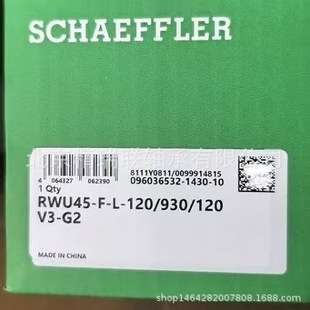 SCHAEFFLER
8111Y0811/0099914815
096036532-1430-10
4 064327 062390
1 Qty
RWU45-F-L-120/930/120
V3-G2
MADE IN CHINA
shop1464282007808.1688.com